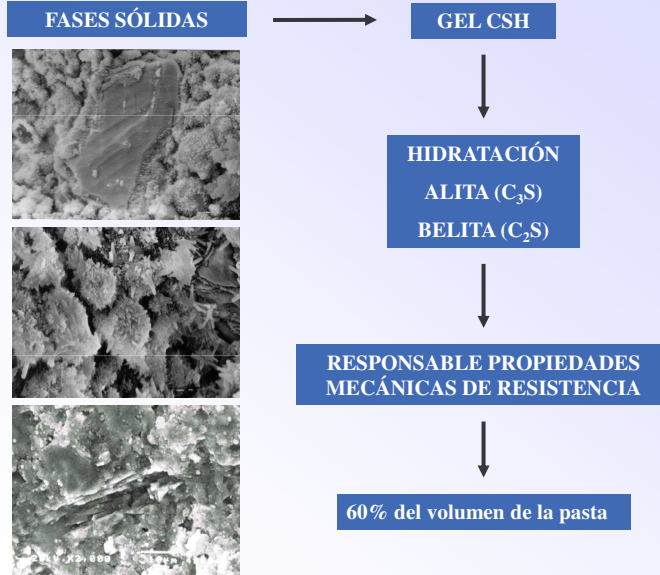 FASES SÓLIDAS
GEL CSH
HIDRATACIÓN
ALITA (C₃S)
BELITA (C₂S)
RESPONSABLE PROPIEDADES
MECÁNICAS DE RESISTENCIA
60% del volumen de la pasta